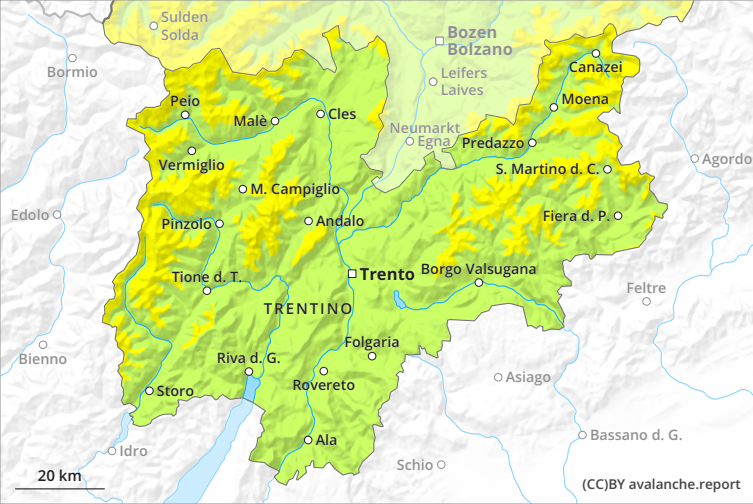 Sulden
Solda
Bozen
Bolzano
Bormio
Leifers
Laives
Canazei
Peio
Moena
Malè
Cles
Neumarkt
Egna
Predazzo
Agordo
Vermiglio
S. Martino d. C.
M. Campiglio
Edolo
Pinzolo
Andalo
Fiera d. P.
Trento
Borgo Valsugana
Tione d. T.
Feltre
TRENTINO
Folgaria
Bienno
Riva d. G.
Rovereto
Asiago
Storo
Ala
Bassano d. G.
Idro
Schio
20 km
(CC)BY avalanche.report